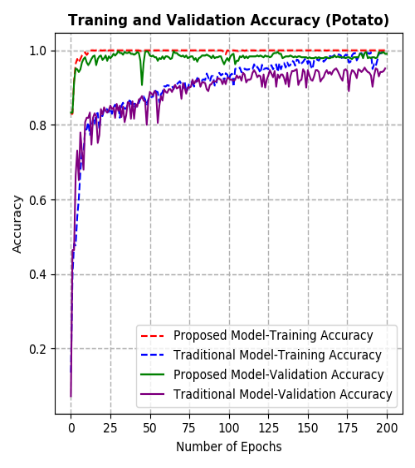 Traning and Validation Accuracy (Potato)
1.0
0.8
0.6
0.4
0.2
Accuracy
Proposed Model-Training Accuracy
Traditional Model-Training Accuracy
Proposed Model-Validation Accuracy
Traditional Model-Validation Accuracy
0 25 50 75 100 125 150 175 200
Number of Epochs